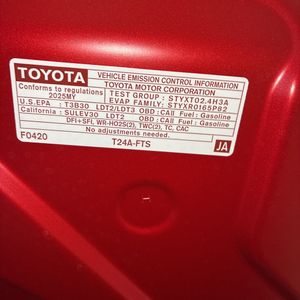 TOYOTA
VEHICLE EMISSION CONTROL INFORMATION
TOYOTA MOTOR CORPORATION
Conforms to regulations
2025MY
TEST GROUP : STYXT02.4H3A
EVAP FAMILY: STYXR0165P82
U.S.EPA : T3B30 LDT2/LDT3 OBD : CALII Fuel : Gasoline
California : SULEV30 LDT2 OBD : CALII Fuel : Gasoline
DFI+SFI, WR-HO2S(2), TWC(2), TC, CAC
No adjustments needed.
F0420
T24A-FTS
JA